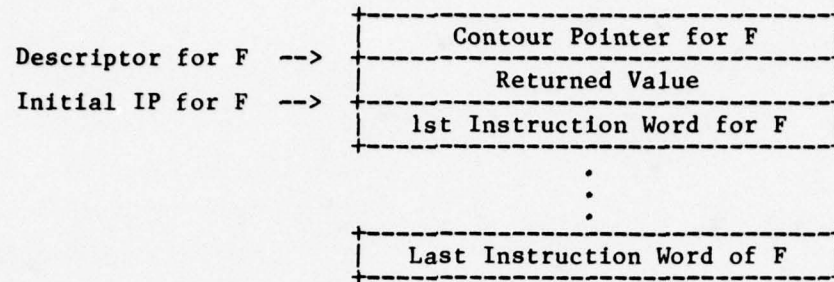 Contour Pointer for F
Descriptor for F -->
Returned Value
Initial IP for F -->
1st Instruction Word for F
.
.
.
Last Instruction Word of F